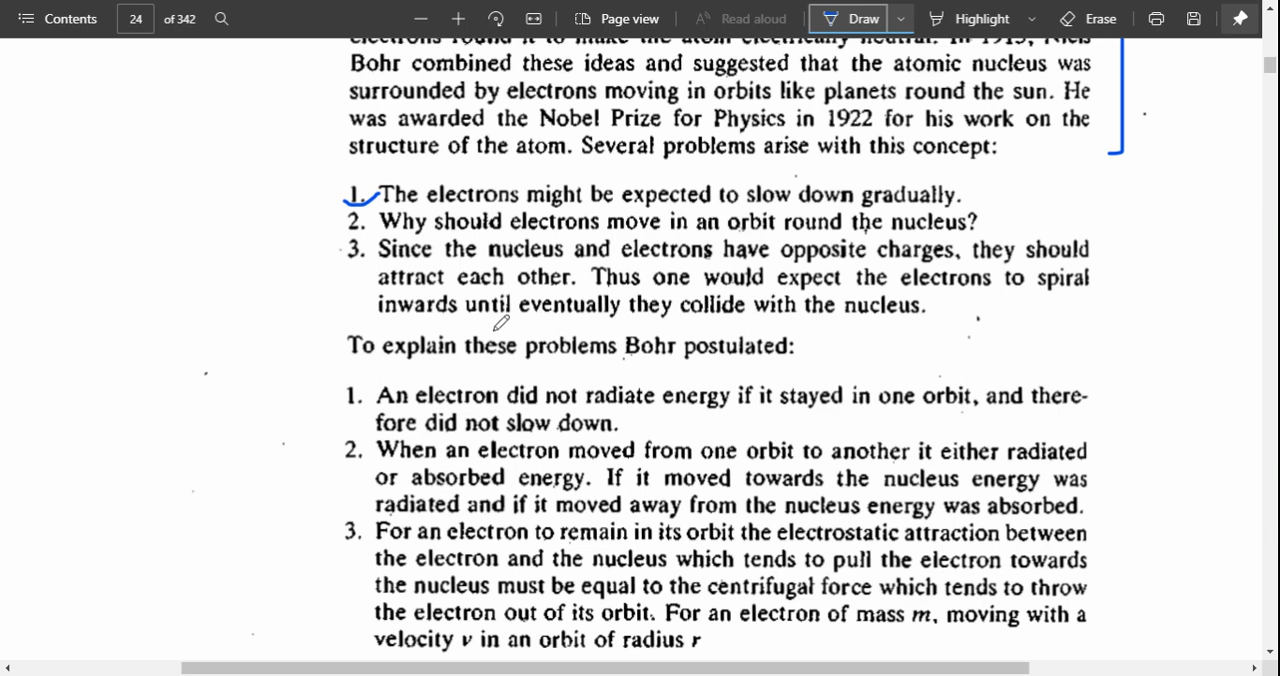 Contents 24 of 342 Page view Read aloud Draw Highlight Erase
electrons round it to make the atom electrically neutral. In 1913, Niels
Bohr combined these ideas and suggested that the atomic nucleus was
surrounded by electrons moving in orbits like planets round the sun. He
was awarded the Nobel Prize for Physics in 1922 for his work on the
structure of the atom. Several problems arise with this concept:
1. The electrons might be expected to slow down gradually.
2. Why should electrons move in an orbit round the nucleus?
3. Since the nucleus and electrons have opposite charges, they should
attract each other. Thus one would expect the electrons to spiral
inwards until eventually they collide with the nucleus.
To explain these problems Bohr postulated:
1. An electron did not radiate energy if it stayed in one orbit, and there-
fore did not slow down.
2. When an electron moved from one orbit to another it either radiated
or absorbed energy. If it moved towards the nucleus energy was
radiated and if it moved away from the nucleus energy was absorbed.
3. For an electron to remain in its orbit the electrostatic attraction between
the electron and the nucleus which tends to pull the electron towards
the nucleus must be equal to the centrifugal force which tends to throw
the electron out of its orbit. For an electron of mass m, moving with a
velocity v in an orbit of radius r